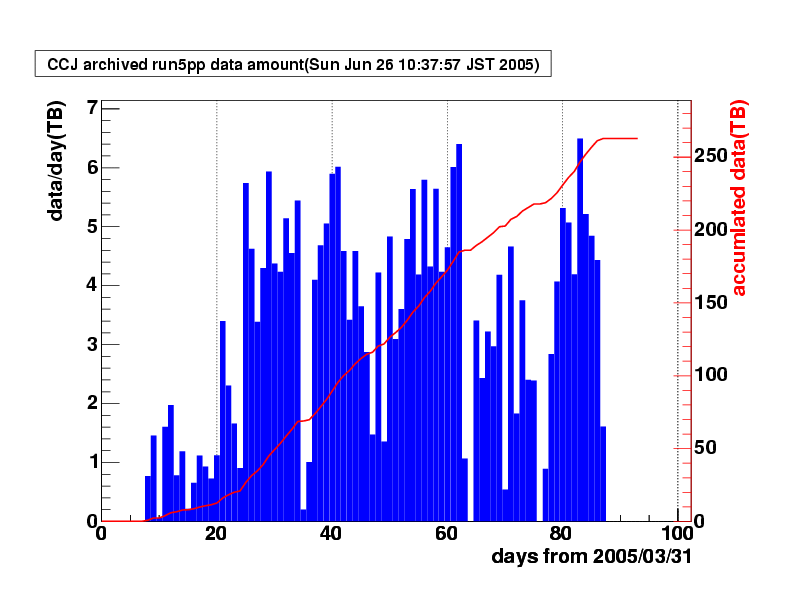 CCJ archived run5pp data amount(Sun Jun 26 10:37:57 JST 2005)
data/day(TB)
7
6
5
4
3
2
1
0
accumlated data(TB)
250
200
150
100
50
0
0 20 40 60 80 100
days from 2005/03/31